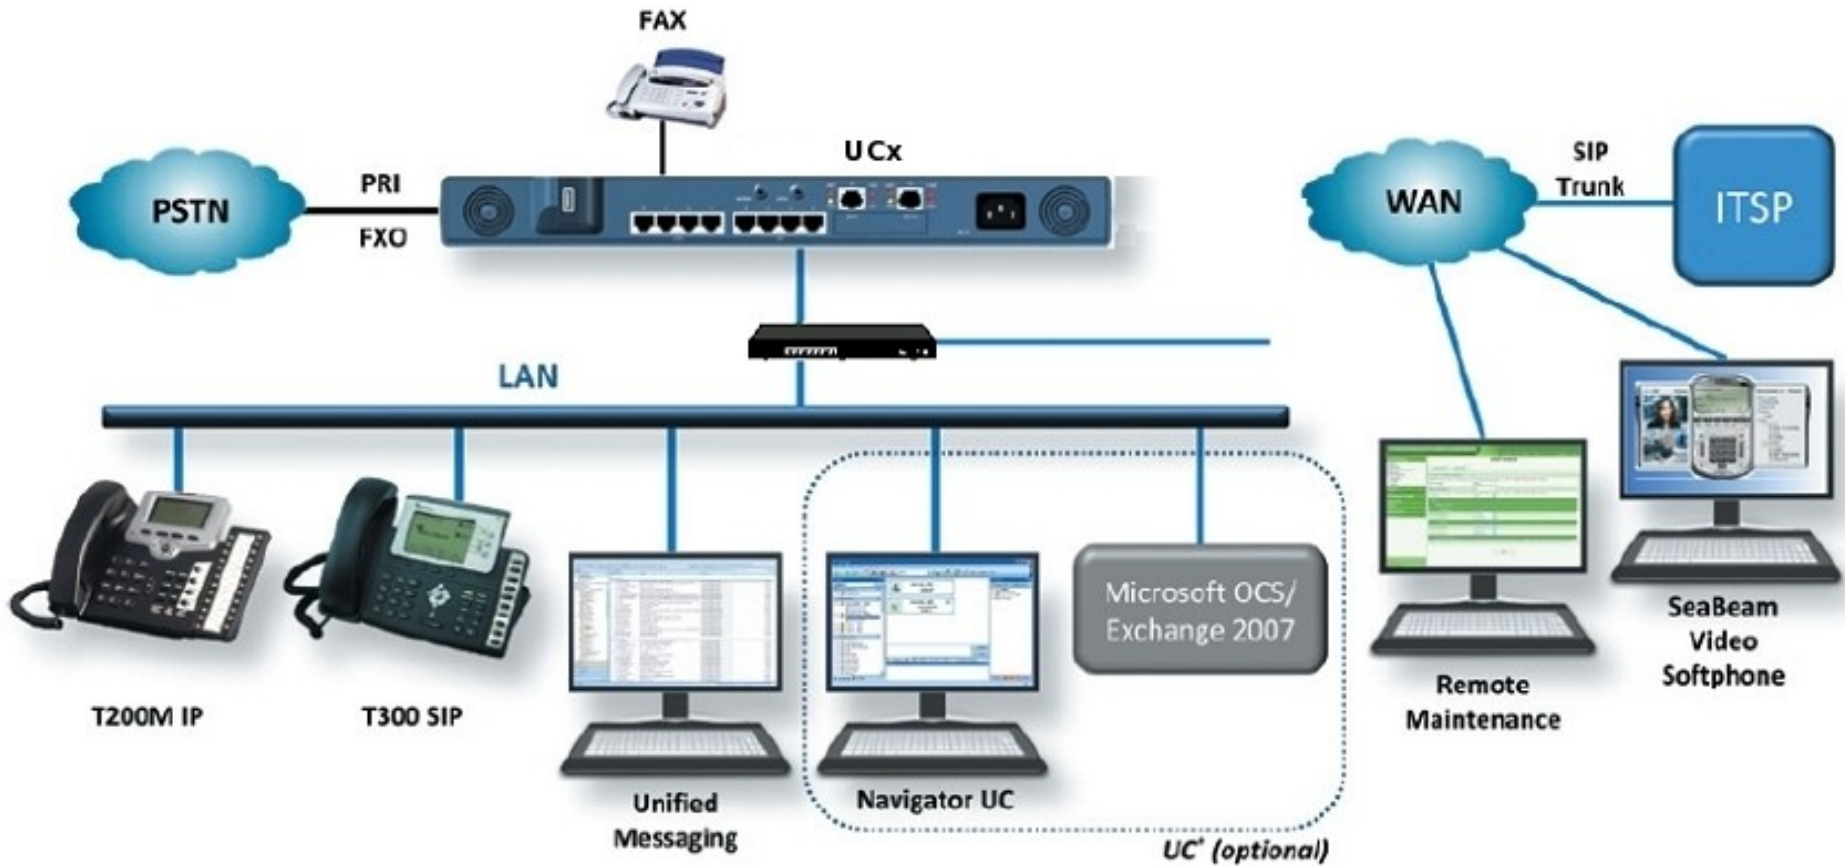 FAX
UCx
PSTN
PRI
FXO
WAN
SIP
Trunk
ITSP
LAN
Microsoft OCS/
Exchange 2007
T200M IP
T300 SIP
Unified
Messaging
Navigator UC
UC⁺ (optional)
Remote
Maintenance
SeaBeam
Video
Softphone